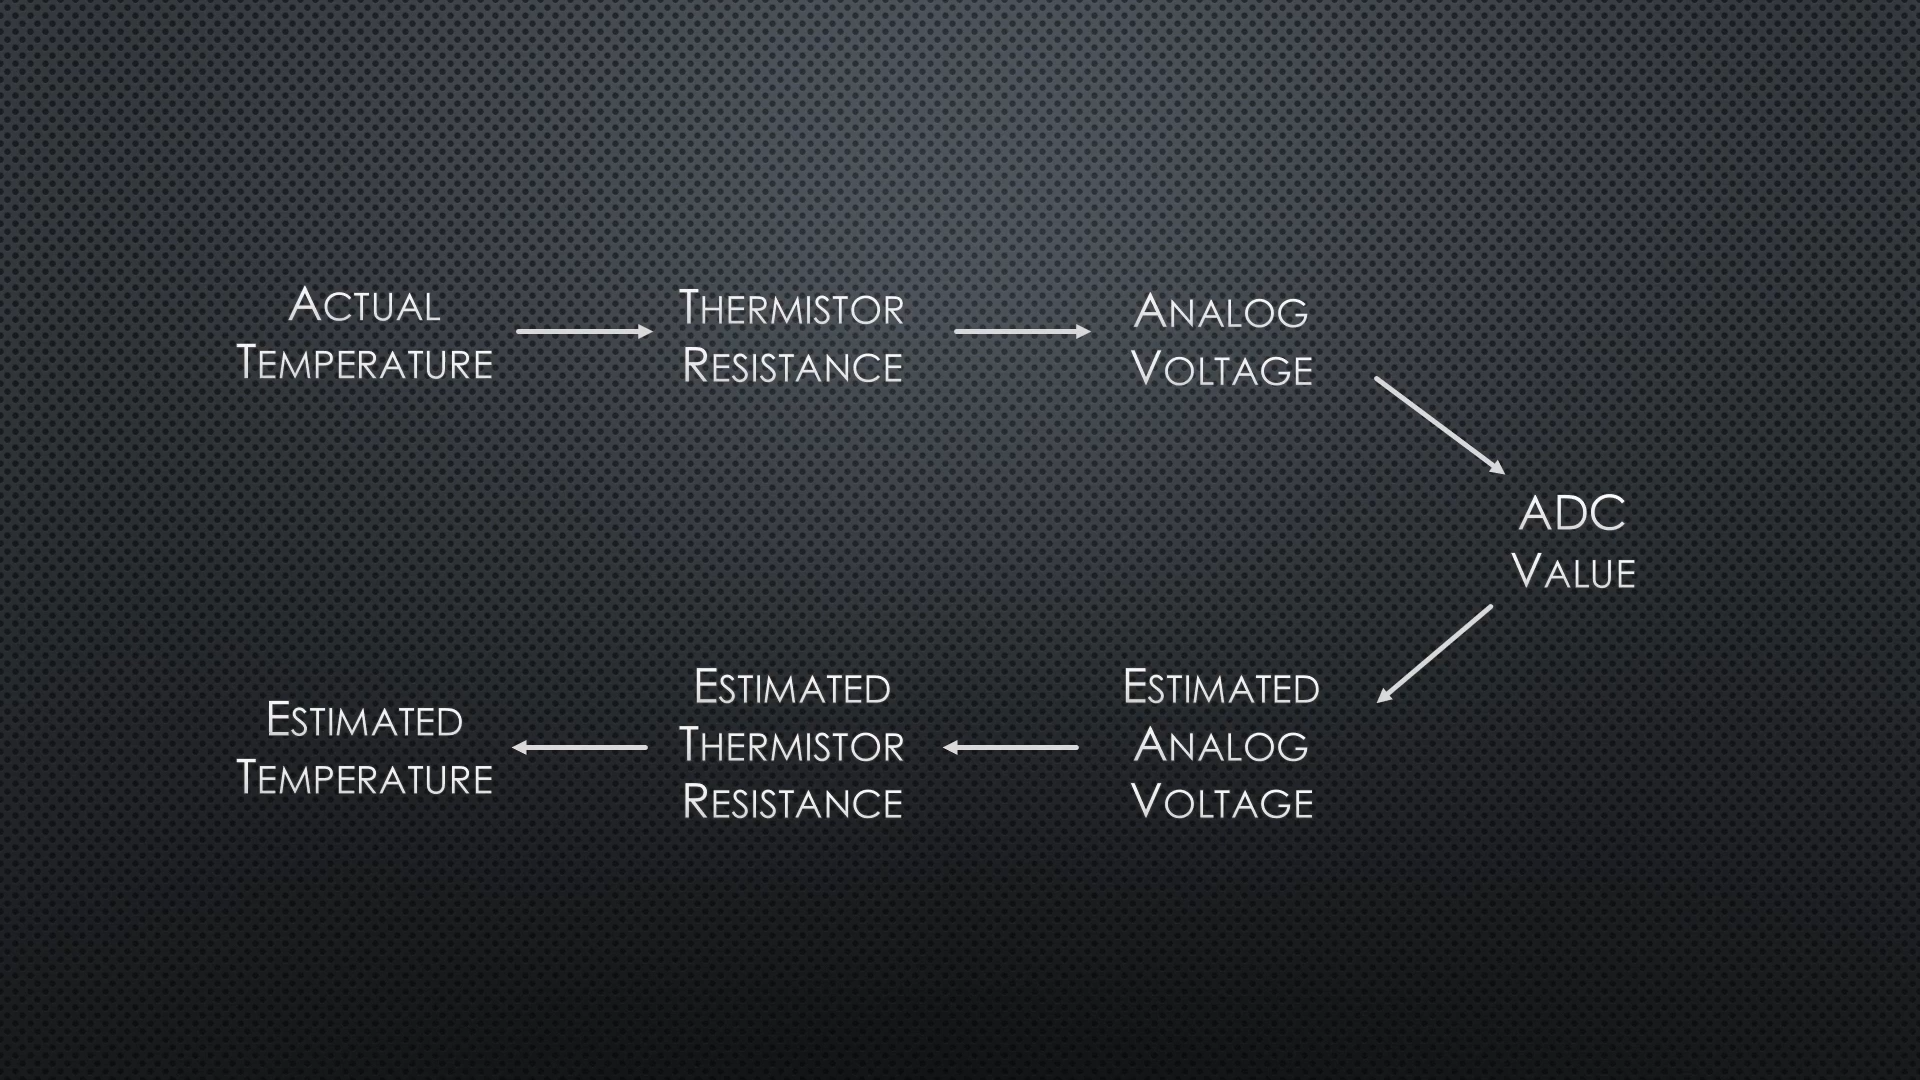 Actual
Temperature
Thermistor
Resistance
Analog
Voltage
ADC
Value
Estimated
Analog
Voltage
Estimated
Thermistor
Resistance
Estimated
Temperature